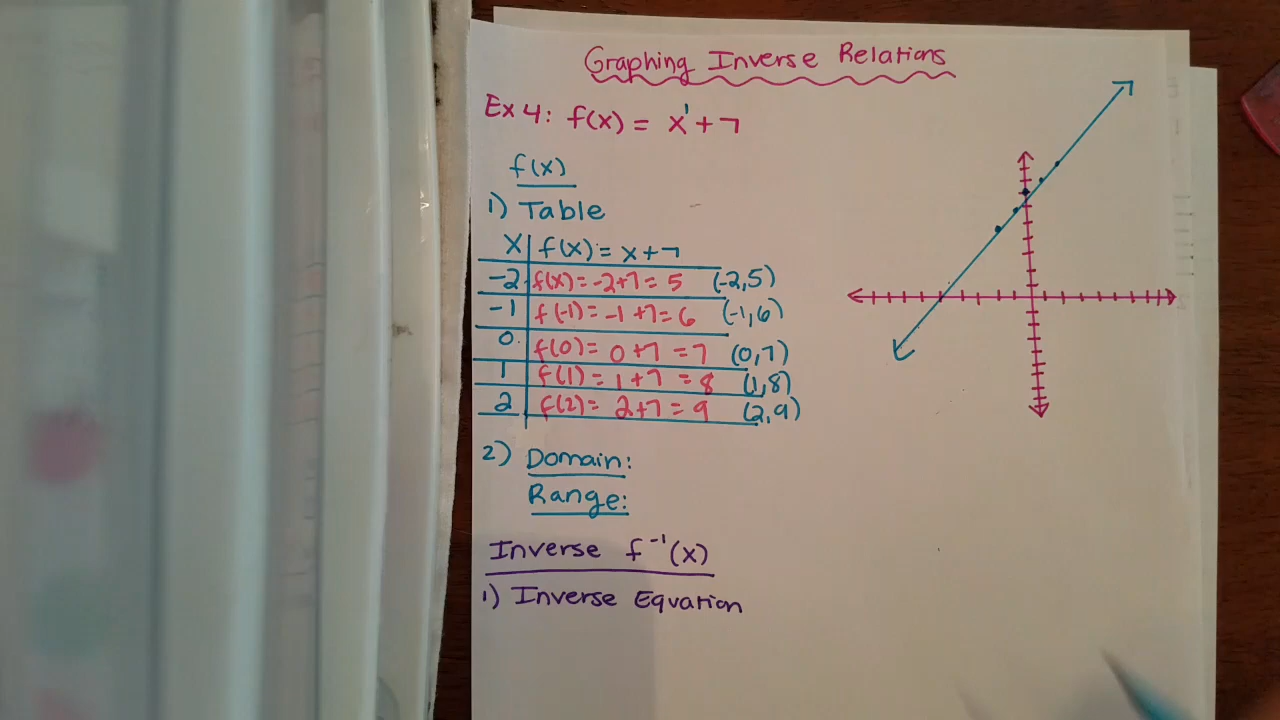 Graphing Inverse Relations
Ex 4: f(x) = x¹ + 7
f(x)
1) Table
x | f(x) = x+7
-2 | f(x) = -2+7 = 5 (-2,5)
-1 | f(-1) = -1+7 = 6 (-1,6)
0 | f(0) = 0+7 = 7 (0,7)
1 | f(1) = 1+7 = 8 (1,8)
2 | f(2) = 2+7 = 9 (2,9)
2) Domain:
Range:
Inverse f⁻¹(x)
1) Inverse Equation